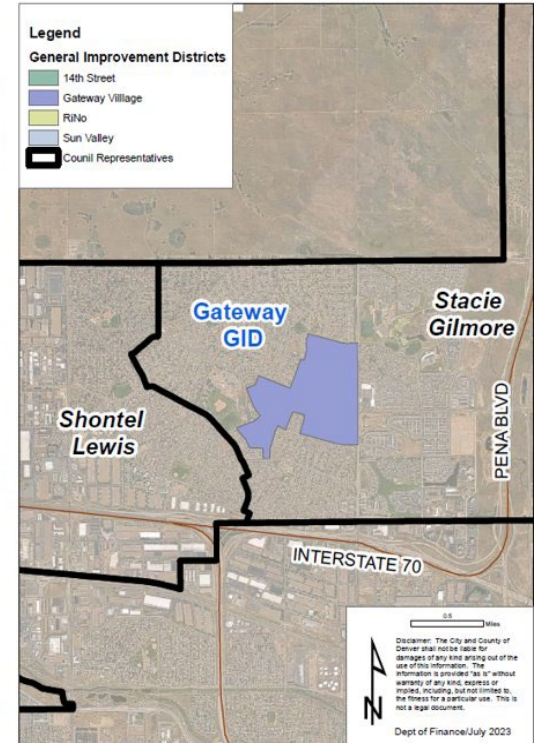 Legend
General Improvement Districts
14th Street
Gateway Villlage
RiNo
Sun Valley
Counil Representatives
Gateway
GID
Stacie
Gilmore
Shontel
Lewis
PENA BLVD
INTERSTATE 70
0.5
Miles
Disclaimer: The City and County of
Denver shall not be liable for
damages of any kind arising out of the
use of this information. The
information is provided "as is" without
warranty of any kind, express or
implied, including, but not limited to,
the fitness for a particular use. This is
not a legal document.
N
Dept of Finance/July 2023